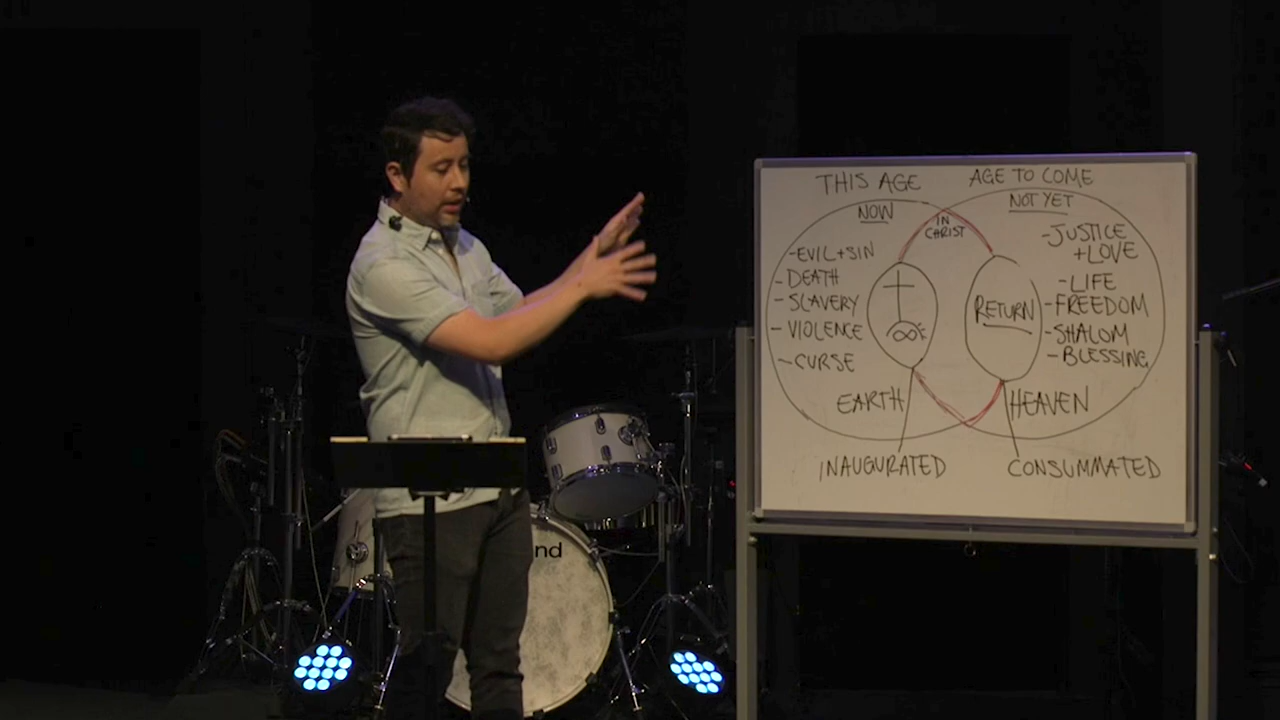 THIS AGE
AGE TO COME
NOW
NOT YET
IN
CHRIST
-EVIL+SIN
-DEATH
-SLAVERY
-VIOLENCE
-CURSE
RETURN
-JUSTICE
+LOVE
-LIFE
-FREEDOM
-SHALOM
-BLESSING
EARTH
HEAVEN
INAUGURATED
CONSUMMATED
nd